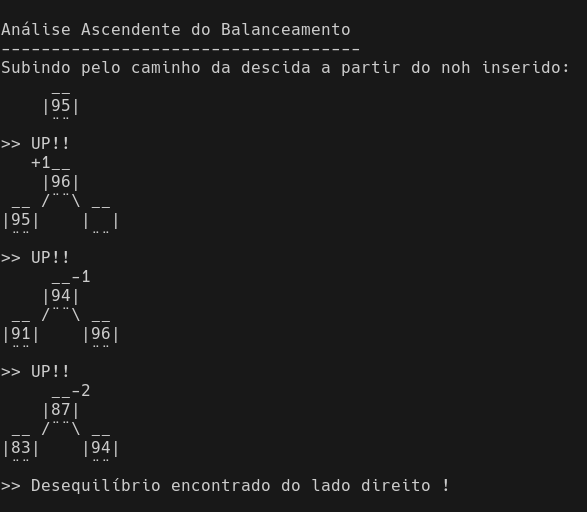 Análise Ascendente do Balanceamento
------------------------------------
Subindo pelo caminho da descida a partir do noh inserido:
     __
    |95|
     ¨¨
>> UP!!
   +1__
    |96|
 __ /¨¨\ __
|95|    |  |
 ¨¨      ¨¨
>> UP!!
     __-1
    |94|
 __ /¨¨\ __
|91|    |96|
 ¨¨      ¨¨
>> UP!!
     __-2
    |87|
 __ /¨¨\ __
|83|    |94|
 ¨¨      ¨¨
>> Desequilíbrio encontrado do lado direito !